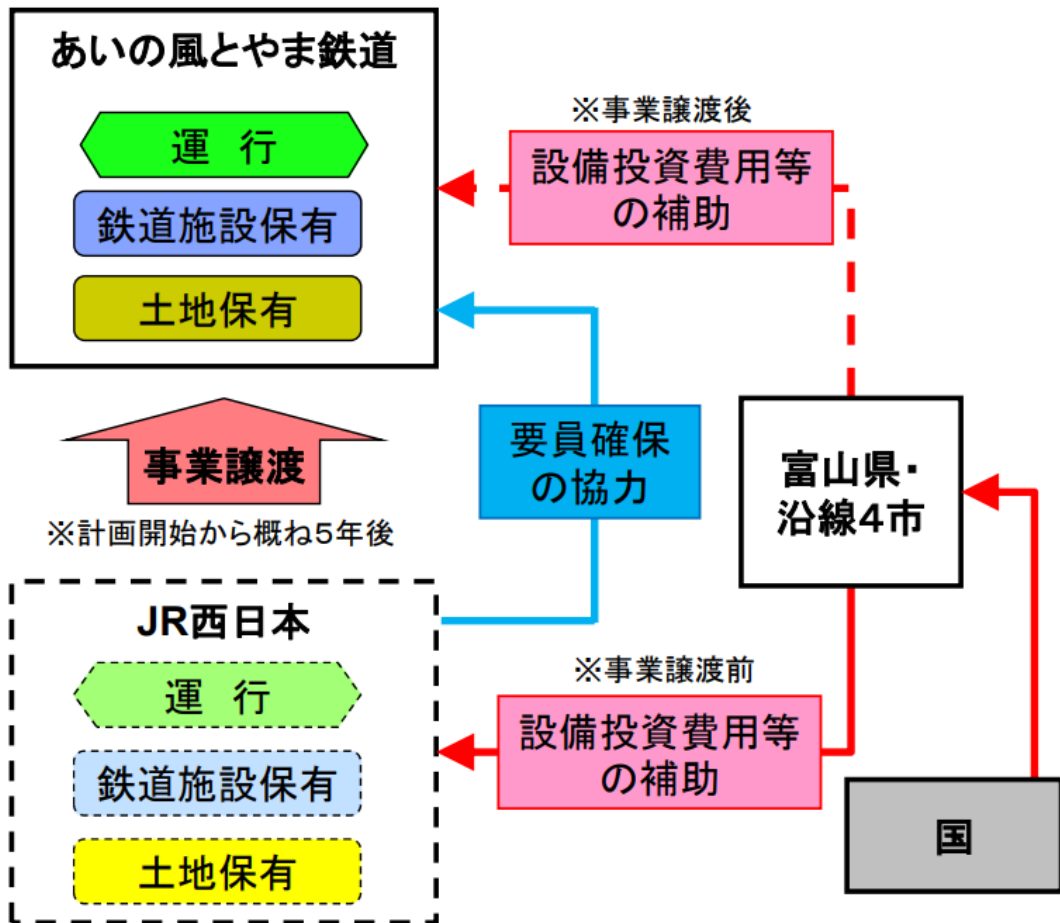 あいの風とやま鉄道
運 行
鉄道施設保有
土地保有
※事業譲渡後
設備投資費用等
の補助
事業譲渡
※計画開始から概ね5年後
要員確保
の協力
富山県・
沿線4市
JR西日本
運 行
鉄道施設保有
土地保有
※事業譲渡前
設備投資費用等
の補助
国